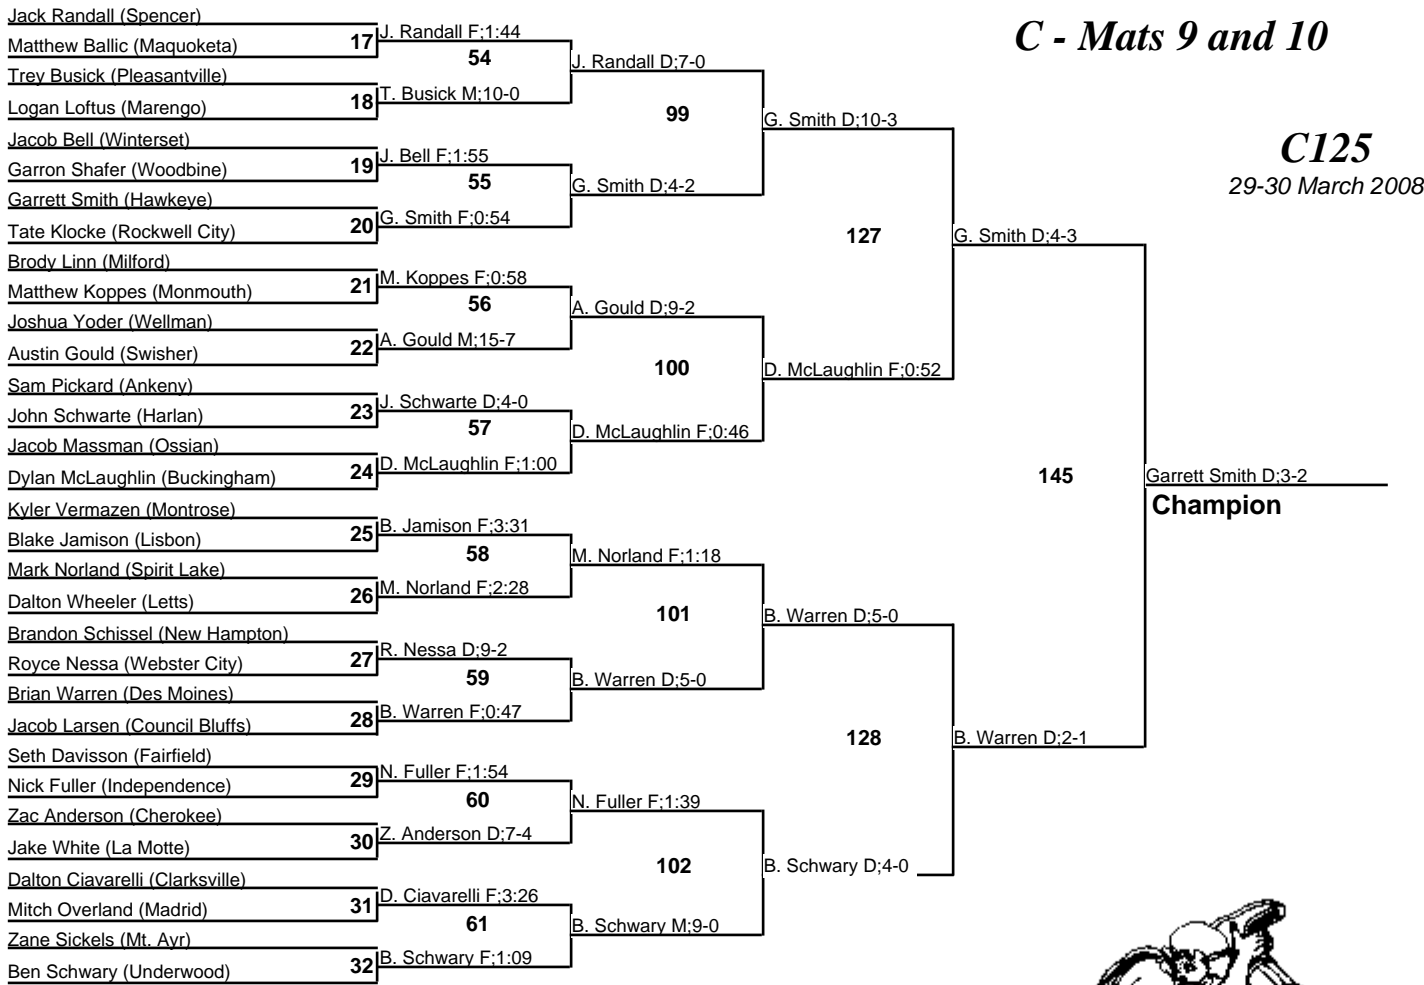 C - Mats 9 and 10
C125
29-30 March 2008
Jack Randall (Spencer)
Matthew Ballic (Maquoketa)
Trey Busick (Pleasantville)
Logan Loftus (Marengo)
Jacob Bell (Winterset)
Garron Shafer (Woodbine)
Garrett Smith (Hawkeye)
Tate Klocke (Rockwell City)
Brody Linn (Milford)
Matthew Koppes (Monmouth)
Joshua Yoder (Wellman)
Austin Gould (Swisher)
Sam Pickard (Ankeny)
John Schwarte (Harlan)
Jacob Massman (Ossian)
Dylan McLaughlin (Buckingham)
Kyler Vermazen (Montrose)
Blake Jamison (Lisbon)
Mark Norland (Spirit Lake)
Dalton Wheeler (Letts)
Brandon Schissel (New Hampton)
Royce Nessa (Webster City)
Brian Warren (Des Moines)
Jacob Larsen (Council Bluffs)
Seth Davisson (Fairfield)
Nick Fuller (Independence)
Zac Anderson (Cherokee)
Jake White (La Motte)
Dalton Ciavarelli (Clarksville)
Mitch Overland (Madrid)
Zane Sickels (Mt. Ayr)
Ben Schwary (Underwood)
17
18
19
20
21
22
23
24
25
26
27
28
29
30
31
32
J. Randall F;1:44
54
T. Busick M;10-0
J. Bell F;1:55
55
G. Smith F;0:54
M. Koppes F;0:58
56
A. Gould M;15-7
J. Schwarte D;4-0
57
D. McLaughlin F;1:00
B. Jamison F;3:31
58
M. Norland F;2:28
R. Nessa D;9-2
59
B. Warren F;0:47
N. Fuller F;1:54
60
Z. Anderson D;7-4
D. Ciavarelli F;3:26
61
B. Schwary F;1:09
J. Randall D;7-0
99
G. Smith D;4-2
A. Gould D;9-2
100
D. McLaughlin F;0:46
M. Norland F;1:18
101
B. Warren D;5-0
N. Fuller F;1:39
102
B. Schwary M;9-0
G. Smith D;10-3
127
D. McLaughlin F;0:52
B. Warren D;5-0
128
B. Schwary D;4-0
G. Smith D;4-3
145
B. Warren D;2-1
Garrett Smith D;3-2
Champion